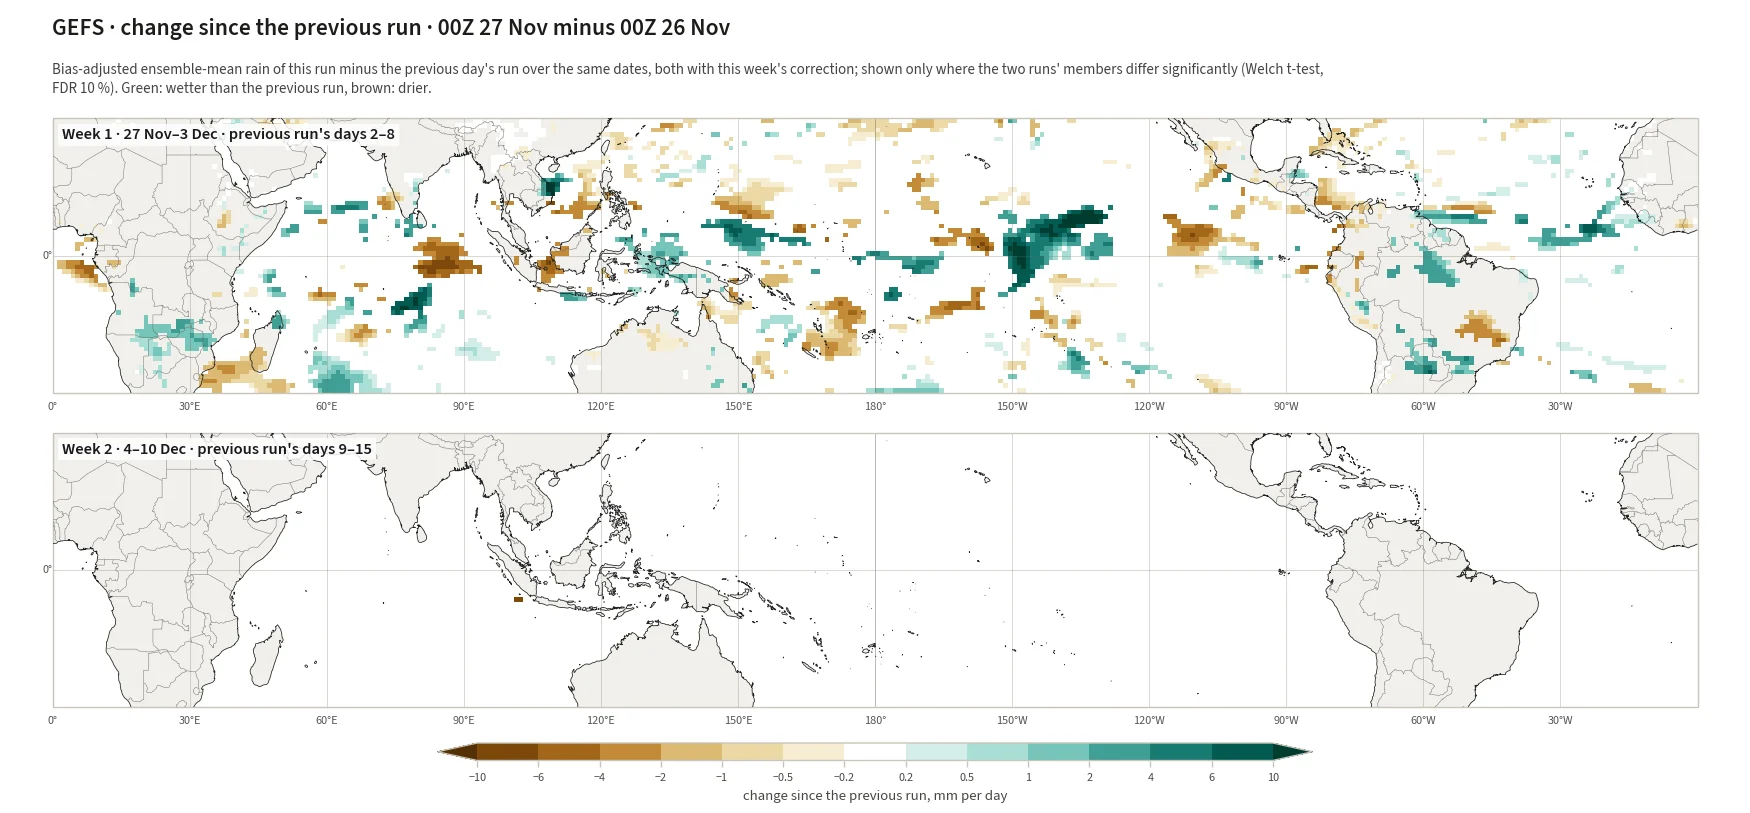 GEFS · change since the previous run · 00Z 27 Nov minus 00Z 26 Nov
Bias-adjusted ensemble-mean rain of this run minus the previous day's run over the same dates, both with this week's correction; shown only where the two runs' members differ significantly (Welch t-test,
FDR 10 %). Green: wetter than the previous run, brown: drier.
Week 1 · 27 Nov–3 Dec · previous run's days 2–8
0°
0° 30°E 60°E 90°E 120°E 150°E 180° 150°W 120°W 90°W 60°W 30°W
Week 2 · 4–10 Dec · previous run's days 9–15
0°
0° 30°E 60°E 90°E 120°E 150°E 180° 150°W 120°W 90°W 60°W 30°W
−10 −6 −4 −2 −1 −0.5 −0.2 0.2 0.5 1 2 4 6 10
change since the previous run, mm per day